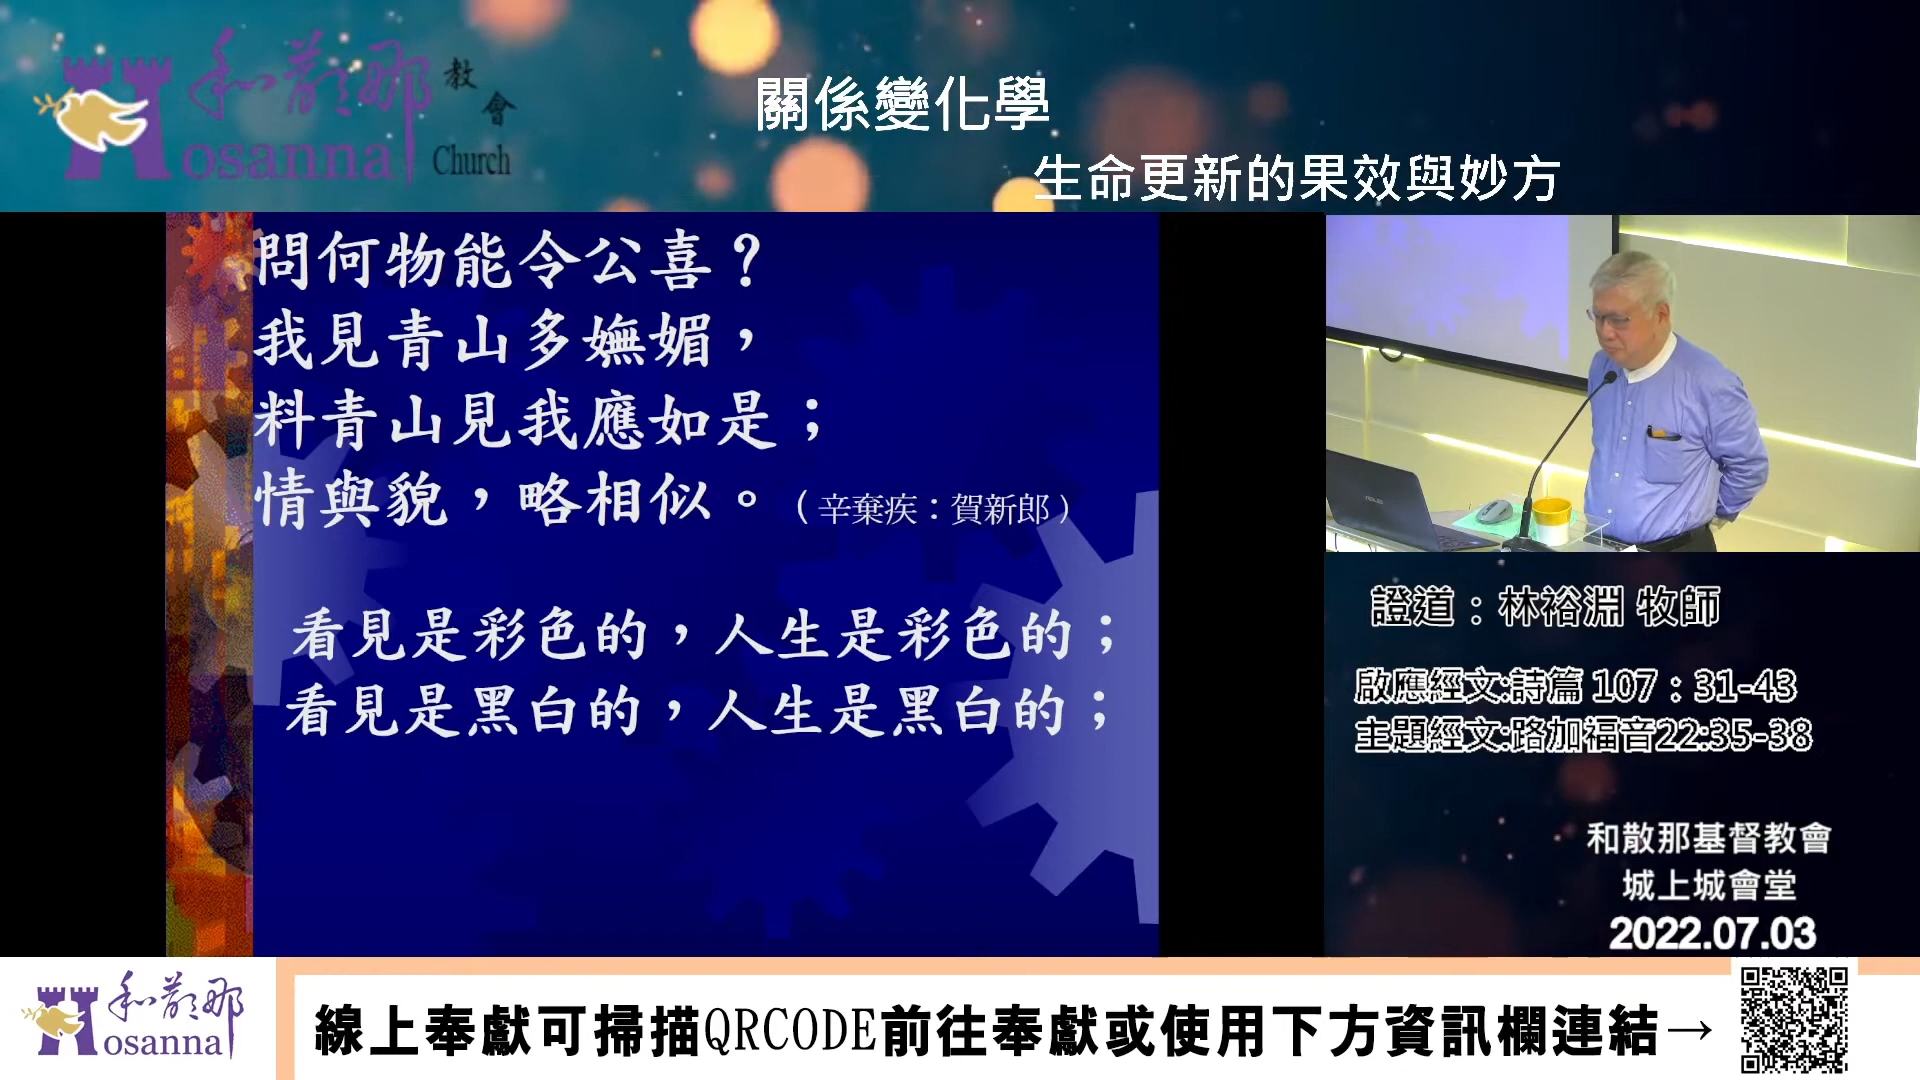 和散那
教會
osanna
Church
關係變化學
生命更新的果效與妙方
問何物能令公喜？
我見青山多嫵媚，
料青山見我應如是；
情與貌，略相似。（辛棄疾：賀新郎）
看見是彩色的，人生是彩色的；
看見是黑白的，人生是黑白的；
證道：林裕淵 牧師
啟應經文:詩篇 107：31-43
主題經文:路加福音22:35-38
和散那基督教會
城上城會堂
2022.07.03
和散那
osanna
線上奉獻可掃描QRCODE前往奉獻或使用下方資訊欄連結→